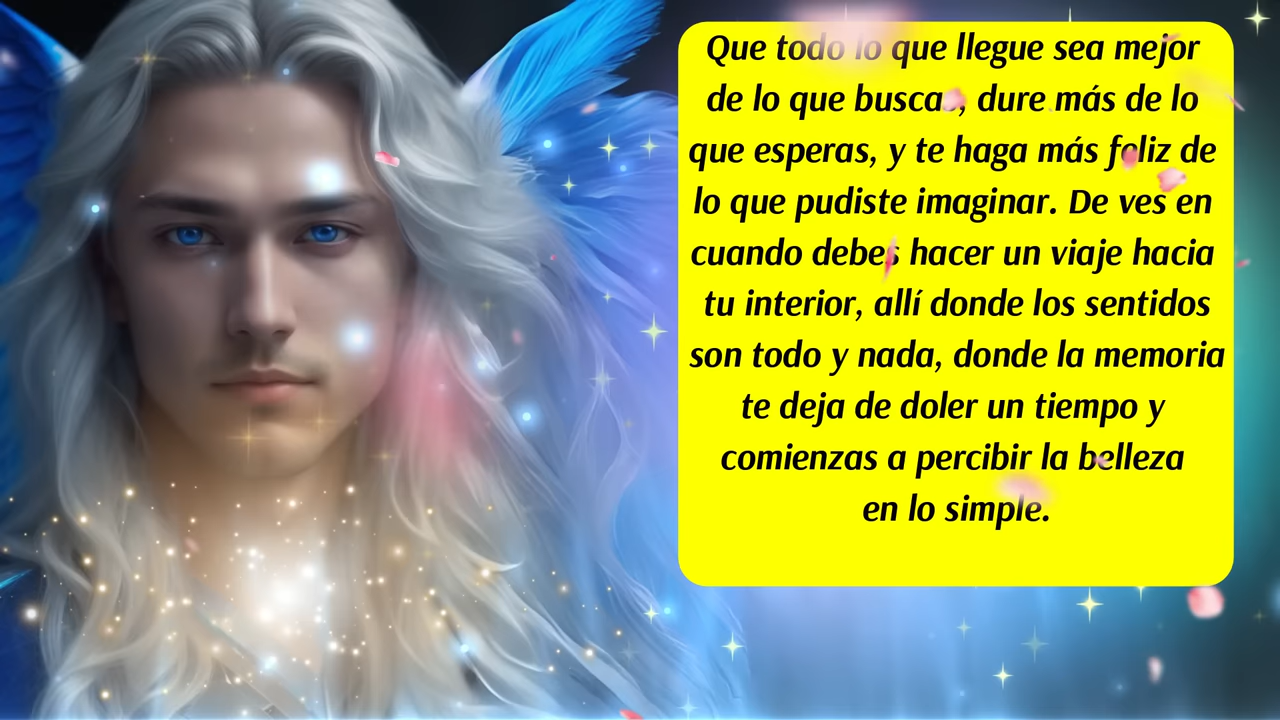 Que todo lo que llegue sea mejor
de lo que buscas, dure más de lo
que esperas, y te haga más feliz de
lo que pudiste imaginar. De ves en
cuando debes hacer un viaje hacia
tu interior, allí donde los sentidos
son todo y nada, donde la memoria
te deja de doler un tiempo y
comienzas a percibir la belleza
en lo simple.